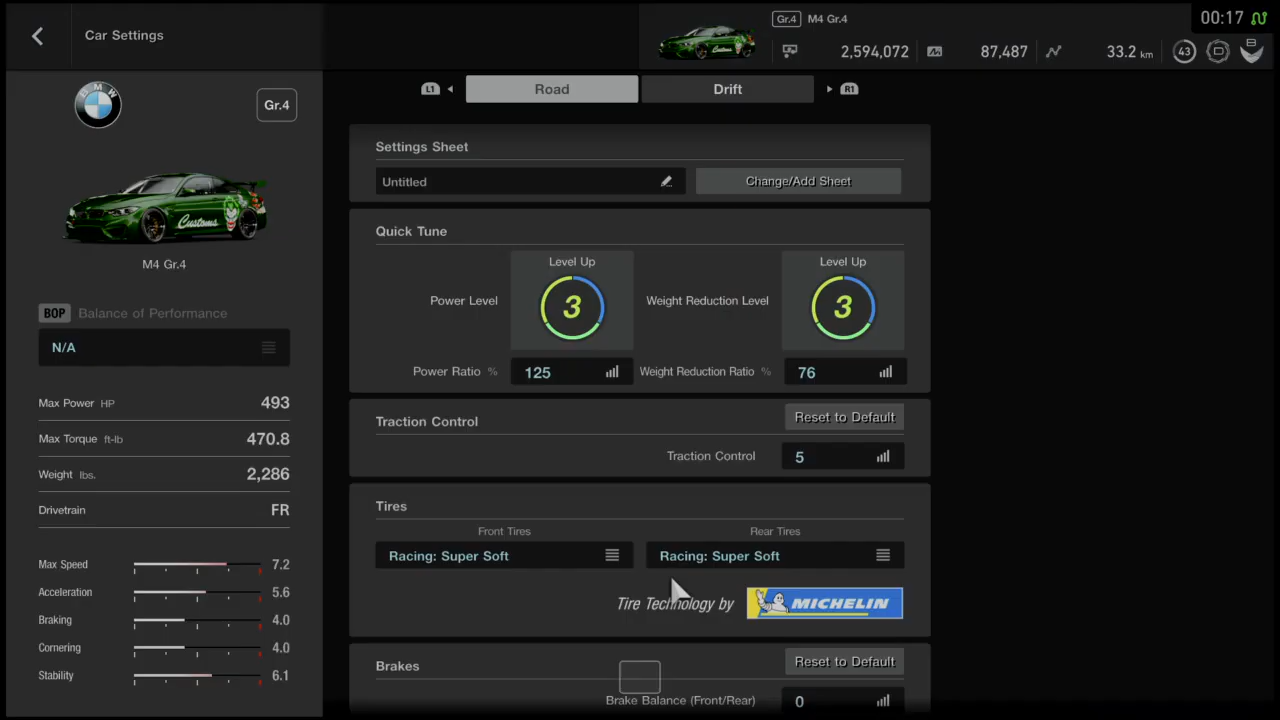 Car Settings
Gr.4 M4 Gr.4
00:17
2,594,072
87,487
33.2 km
43
B
BMW
Gr.4
Customs
M4 Gr.4
BOP Balance of Performance
N/A
Max Power HP 493
Max Torque ft-lb 470.8
Weight lbs. 2,286
Drivetrain FR
Max Speed 7.2
Acceleration 5.6
Braking 4.0
Cornering 4.0
Stability 6.1
L1 Road Drift R1
Settings Sheet
Untitled Change/Add Sheet
Quick Tune
Level Up Level Up
Power Level 3 Weight Reduction Level 3
Power Ratio % 125 Weight Reduction Ratio % 76
Traction Control Reset to Default
Traction Control 5
Tires
Front Tires Rear Tires
Racing: Super Soft Racing: Super Soft
Tire Technology by MICHELIN
Brakes Reset to Default
Brake Balance (Front/Rear) 0